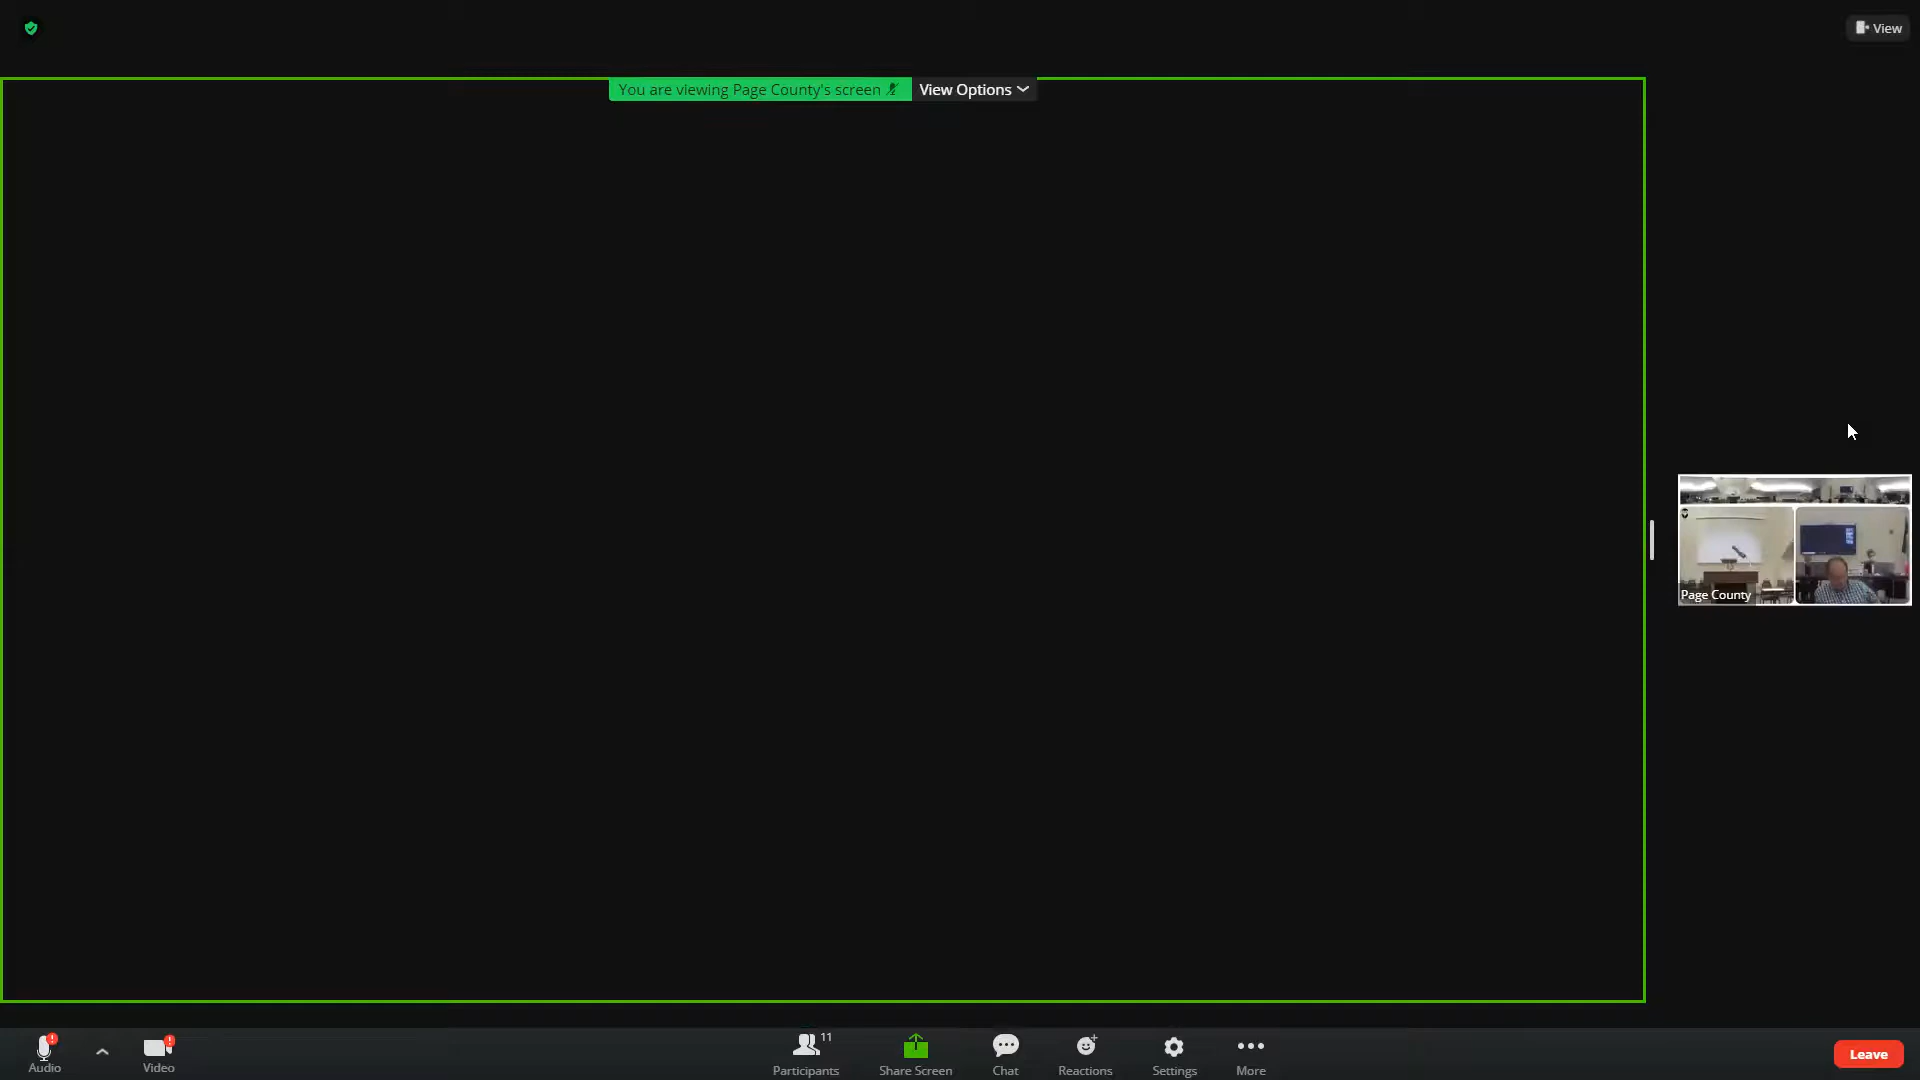 View
You are viewing Page County's screen
View Options
Page County
Audio
Video
Participants
11
Share Screen
Chat
Reactions
Settings
More
Leave